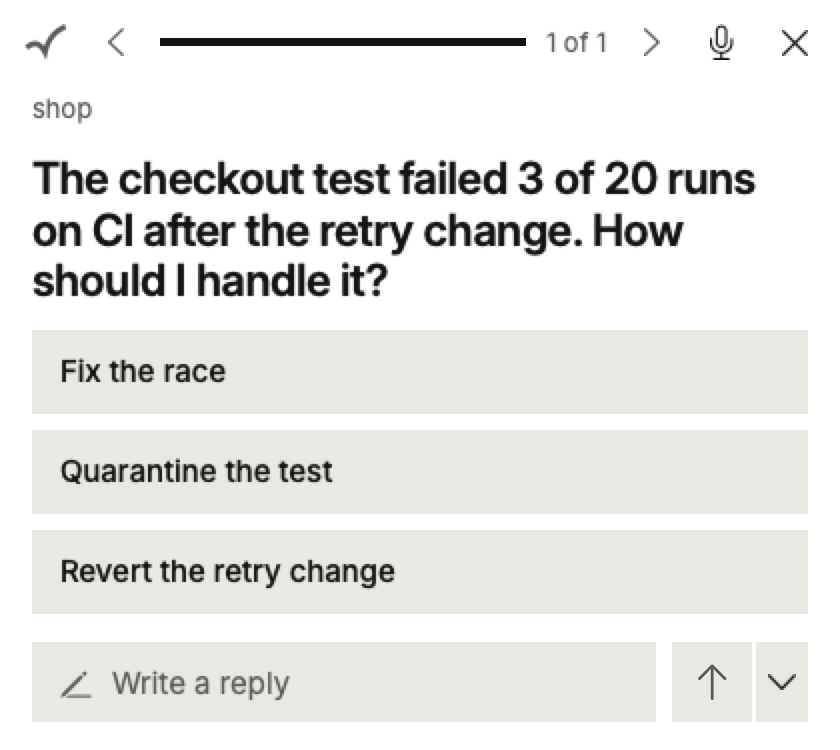 1 of 1
shop
The checkout test failed 3 of 20 runs
on CI after the retry change. How
should I handle it?
Fix the race
Quarantine the test
Revert the retry change
Write a reply